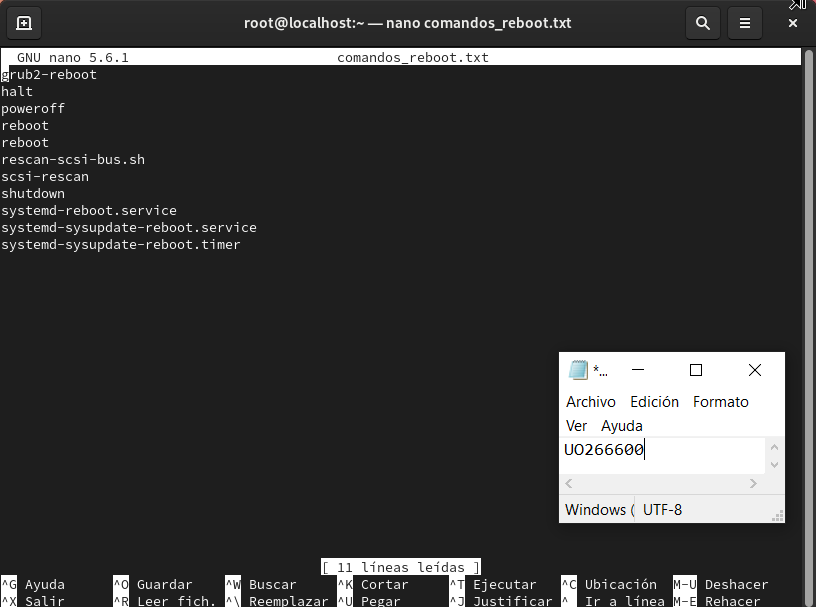 root@localhost:~ — nano comandos_reboot.txt
GNU nano 5.6.1 comandos_reboot.txt
grub2-reboot
halt
poweroff
reboot
reboot
rescan-scsi-bus.sh
scsi-rescan
shutdown
systemd-reboot.service
systemd-sysupdate-reboot.service
systemd-sysupdate-reboot.timer
*...
Archivo Edición Formato
Ver Ayuda
UO266600
Windows ( UTF-8
[ 11 líneas leídas ]
^G Ayuda ^O Guardar ^W Buscar ^K Cortar ^T Ejecutar ^C Ubicación M-U Deshacer
^X Salir ^R Leer fich. ^\ Reemplazar ^U Pegar ^J Justificar ^_ Ir a línea M-E Rehacer